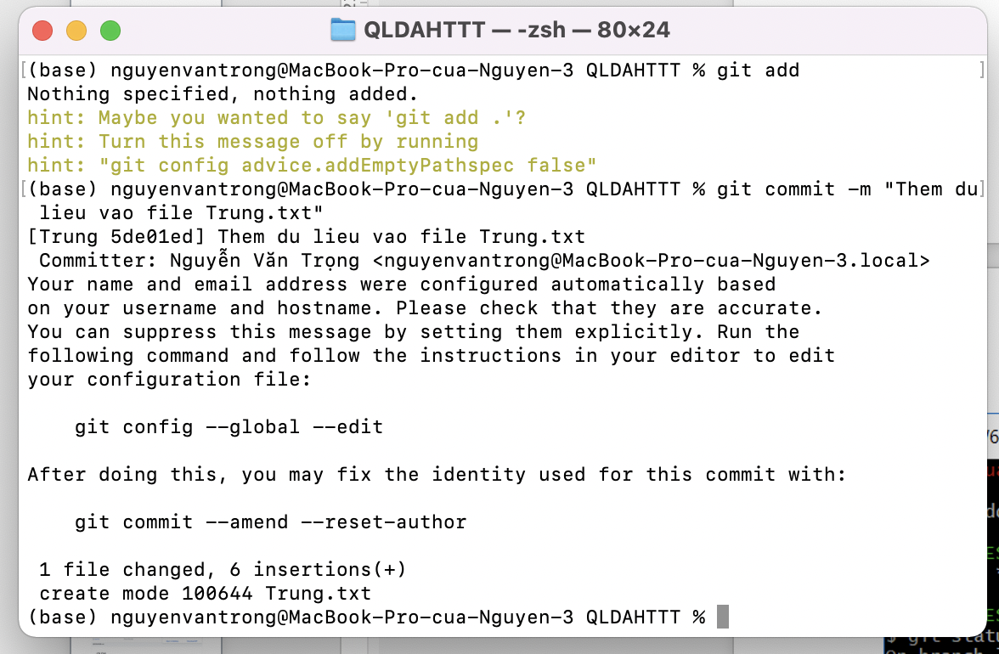 QLDAHTTT — -zsh — 80×24
[(base) nguyenvantrong@MacBook-Pro-cua-Nguyen-3 QLDAHTTT % git add ]
Nothing specified, nothing added.
hint: Maybe you wanted to say 'git add .'?
hint: Turn this message off by running
hint: "git config advice.addEmptyPathspec false"
[(base) nguyenvantrong@MacBook-Pro-cua-Nguyen-3 QLDAHTTT % git commit -m "Them du]
lieu vao file Trung.txt"
[Trung 5de01ed] Them du lieu vao file Trung.txt
Committer: Nguyễn Văn Trọng <nguyenvantrong@MacBook-Pro-cua-Nguyen-3.local>
Your name and email address were configured automatically based
on your username and hostname. Please check that they are accurate.
You can suppress this message by setting them explicitly. Run the
following command and follow the instructions in your editor to edit
your configuration file:
git config --global --edit
After doing this, you may fix the identity used for this commit with:
git commit --amend --reset-author
1 file changed, 6 insertions(+)
create mode 100644 Trung.txt
(base) nguyenvantrong@MacBook-Pro-cua-Nguyen-3 QLDAHTTT %